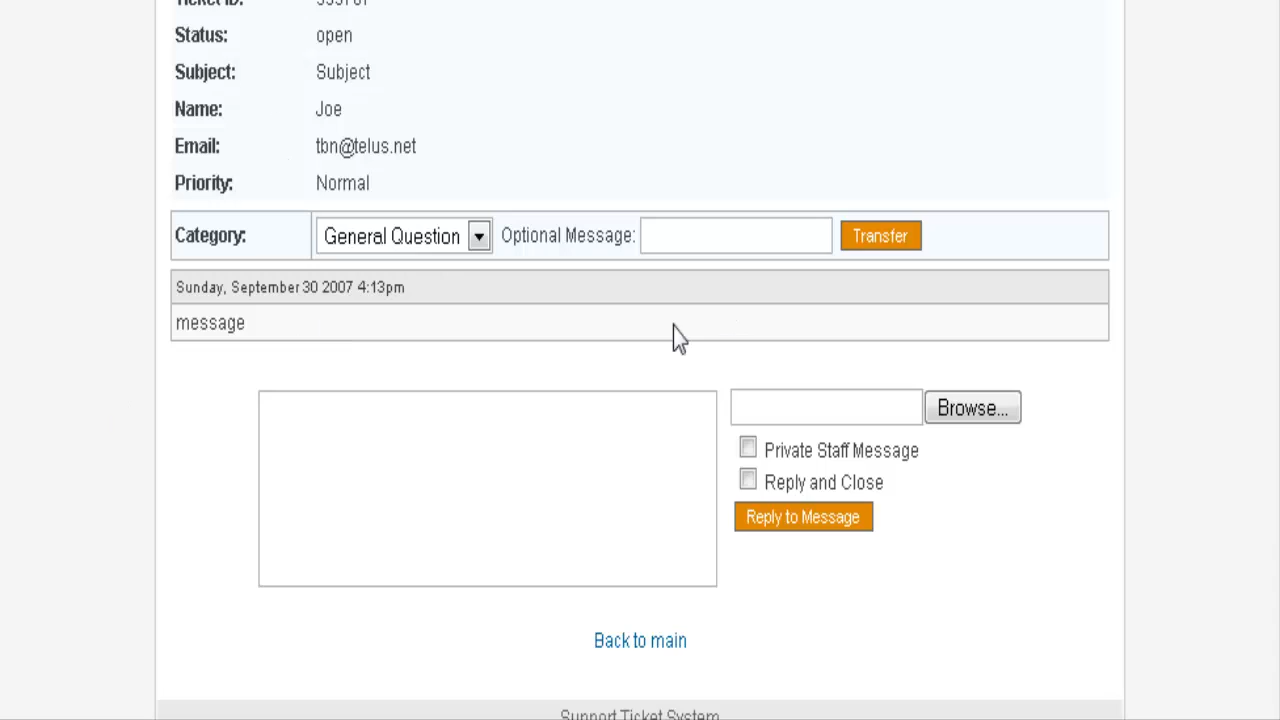 Ticket ID:
Status: open
Subject: Subject
Name: Joe
Email: tbn@telus.net
Priority: Normal
Category: General Question Optional Message: Transfer
Sunday, September 30 2007 4:13pm
message
Browse...
Private Staff Message
Reply and Close
Reply to Message
Back to main
Support Ticket System